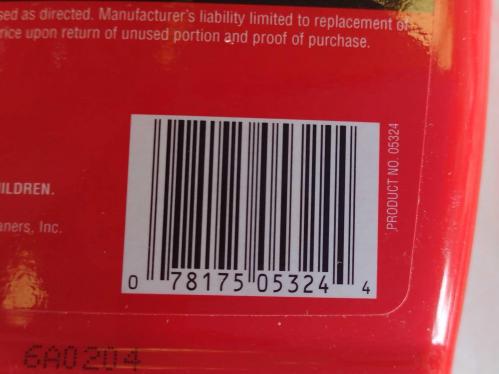 sed as directed. Manufacturer's liability limited to replacement of
rice upon return of unused portion and proof of purchase.
ILDREN.
aners, Inc.
PRODUCT NO. 05324
0 78175 05324 4
6A0204